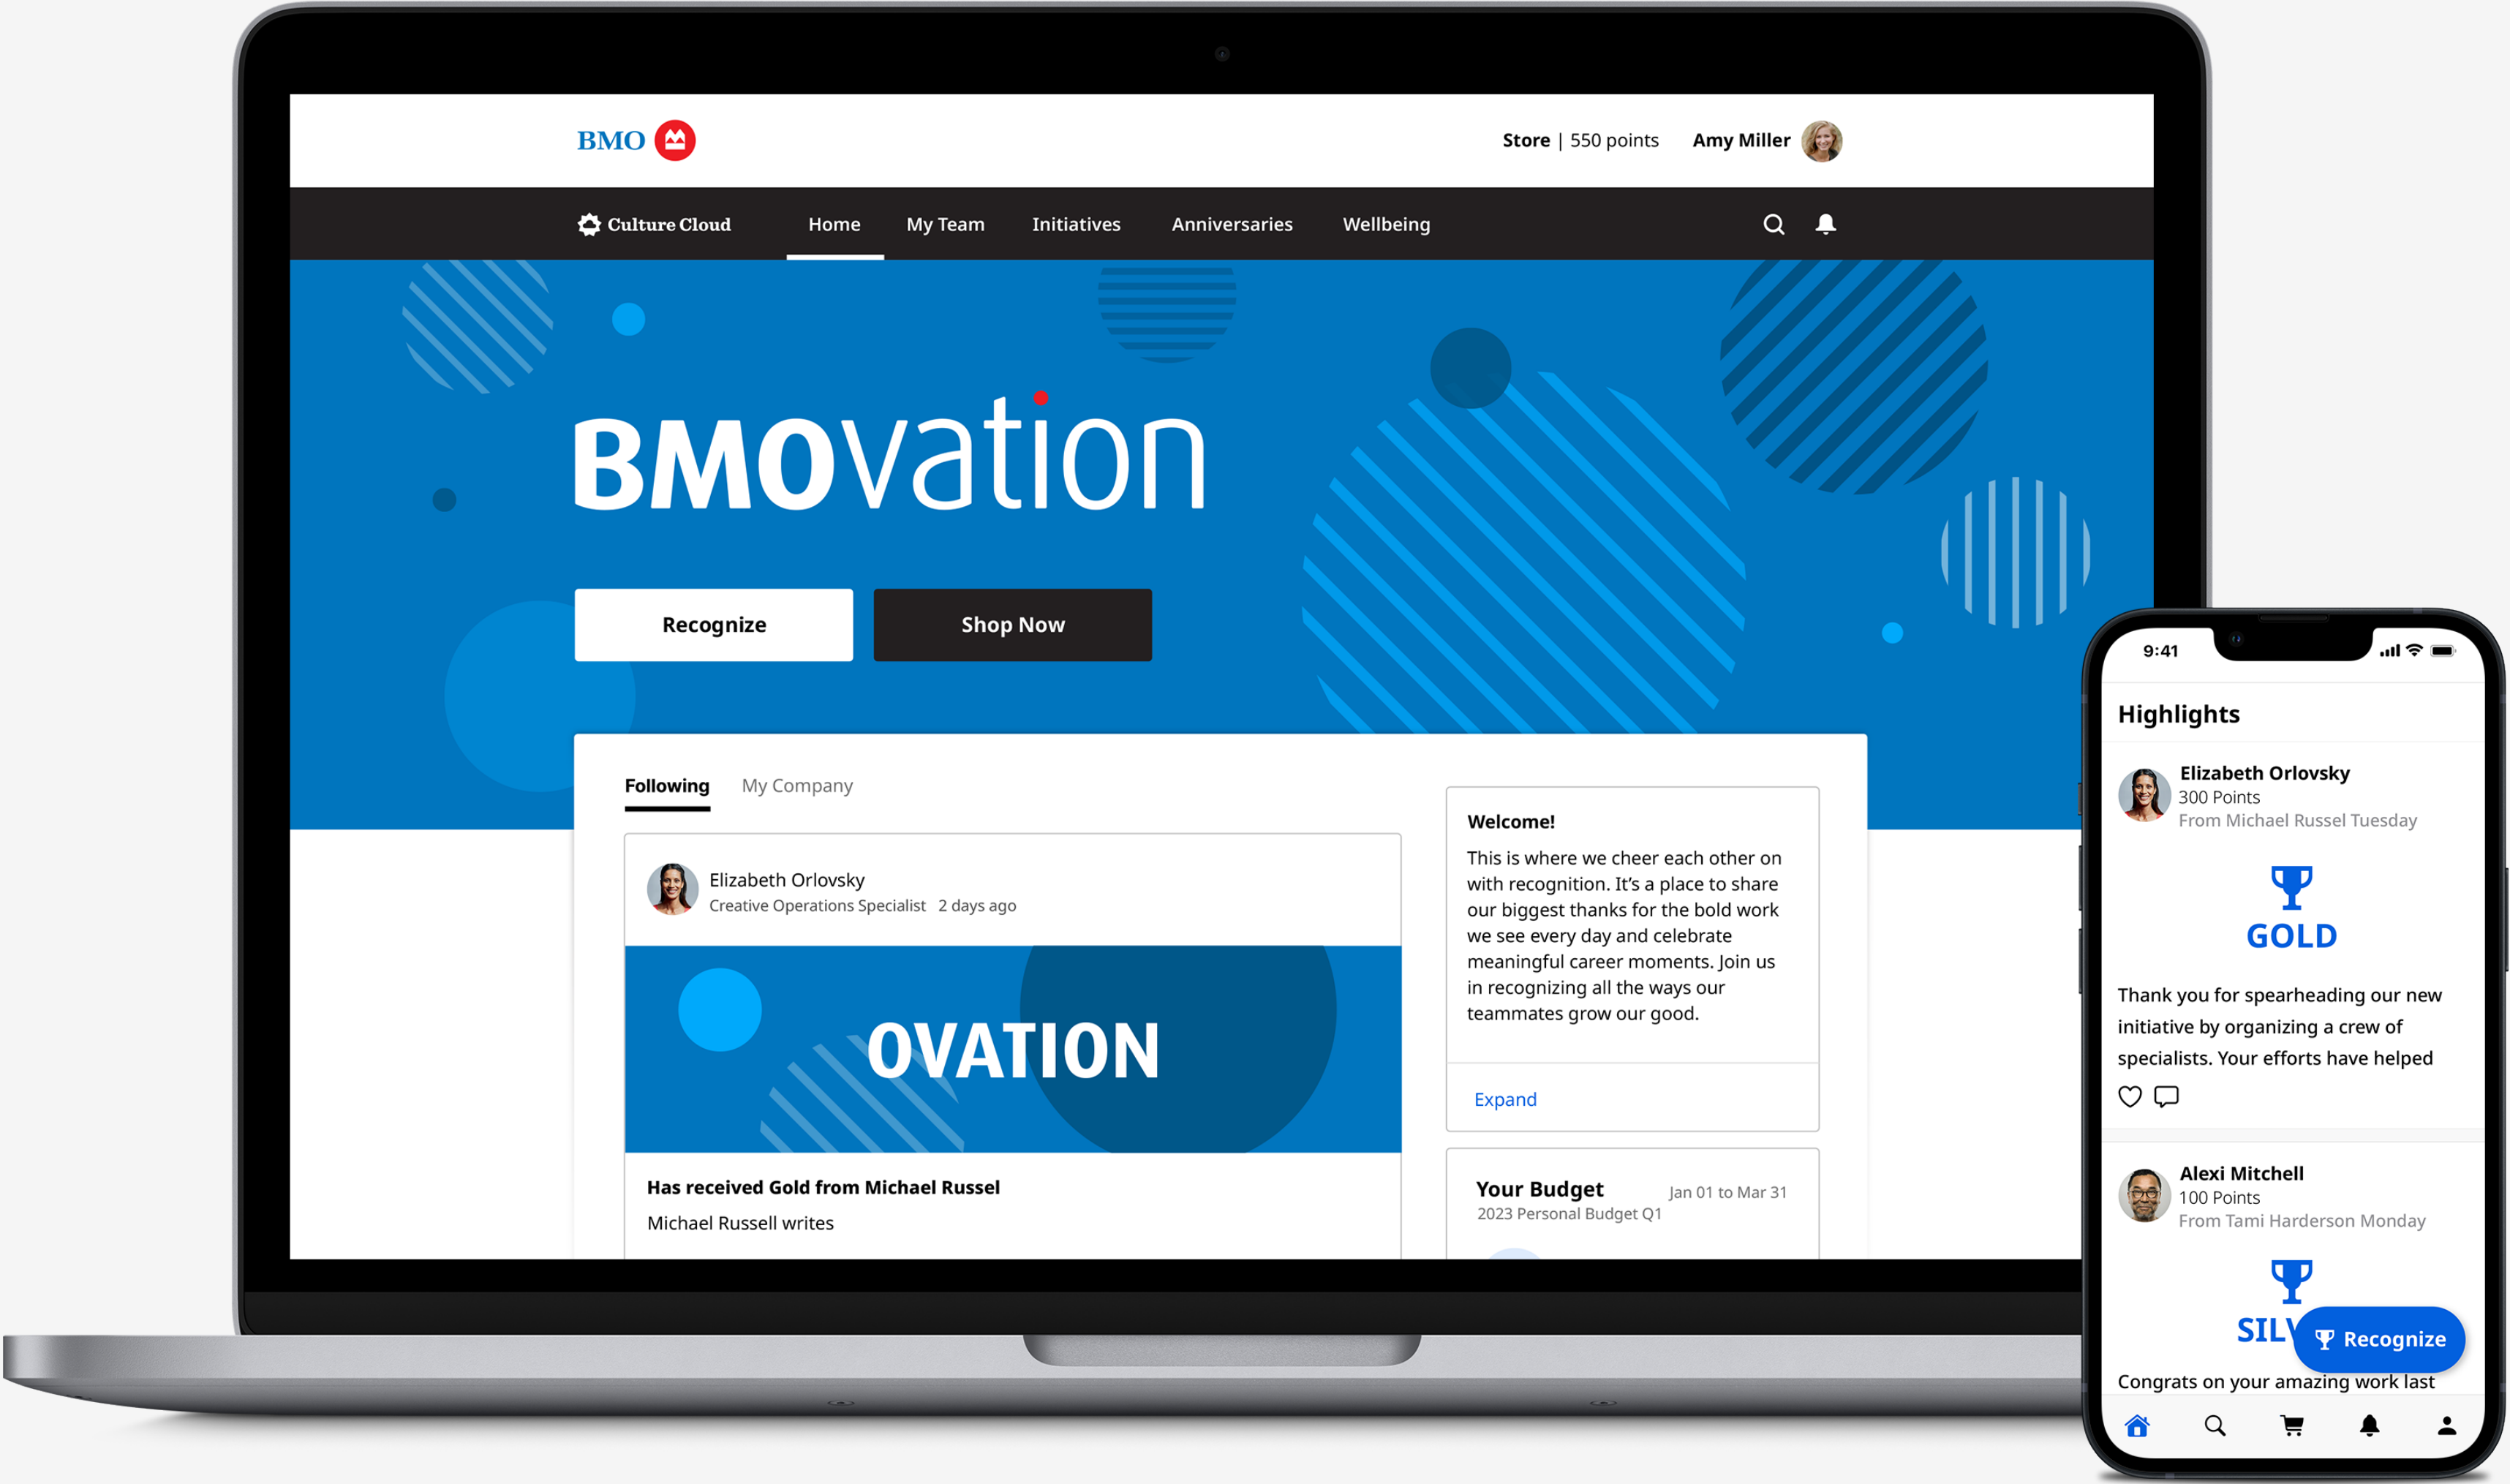 BMO
Store | 550 points
Amy Miller
Culture Cloud
Home
My Team
Initiatives
Anniversaries
Wellbeing
BMOvation
Recognize
Shop Now
Following
My Company
Elizabeth Orlovsky
Creative Operations Specialist 2 days ago
OVATION
Has received Gold from Michael Russel
Michael Russell writes
Welcome!
This is where we cheer each other on
with recognition. It’s a place to share
our biggest thanks for the bold work
we see every day and celebrate
meaningful career moments. Join us
in recognizing all the ways our
teammates grow our good.
Expand
Your Budget
Jan 01 to Mar 31
2023 Personal Budget Q1
9:41
Highlights
Elizabeth Orlovsky
300 Points
From Michael Russel Tuesday
GOLD
Thank you for spearheading our new
initiative by organizing a crew of
specialists. Your efforts have helped
Alexi Mitchell
100 Points
From Tami Harderson Monday
SILV
Recognize
Congrats on your amazing work last